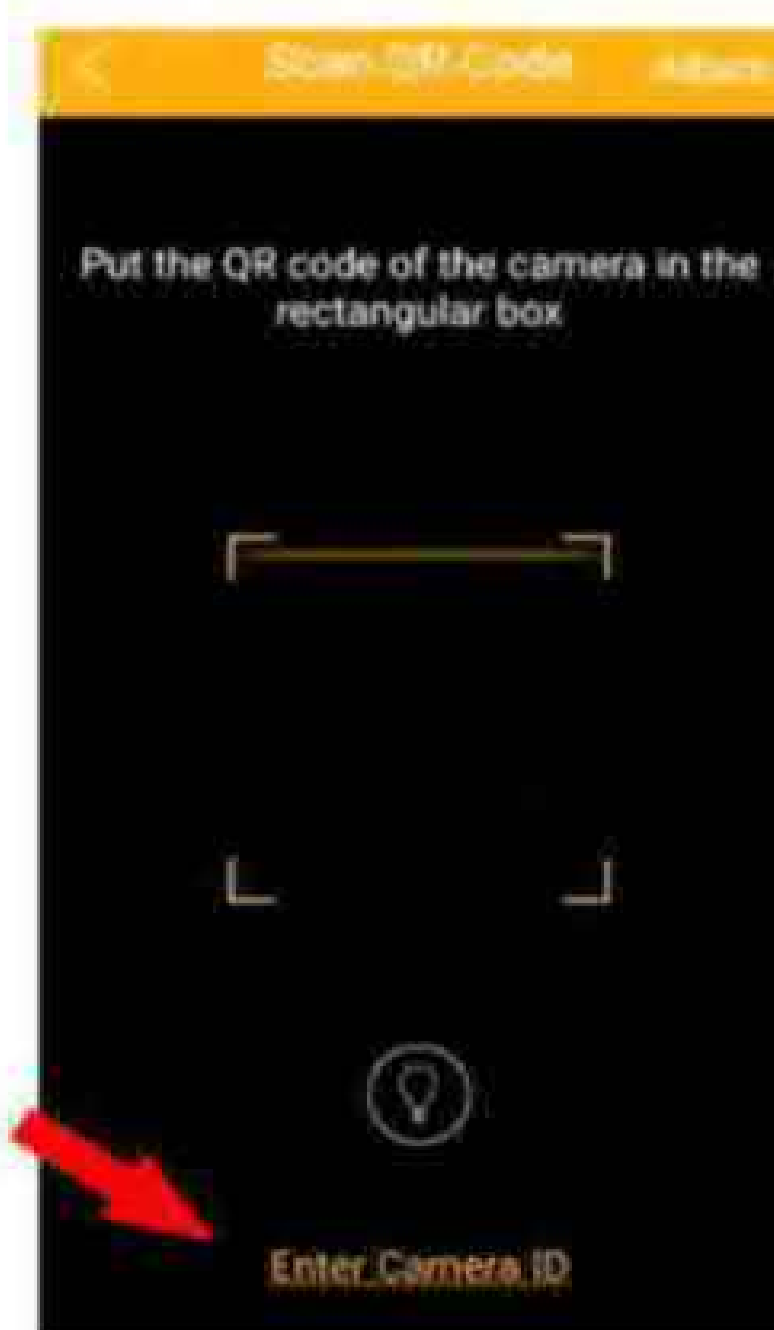 Scan QR Code
Put the QR code of the camera in the
rectangular box
Enter Camera ID